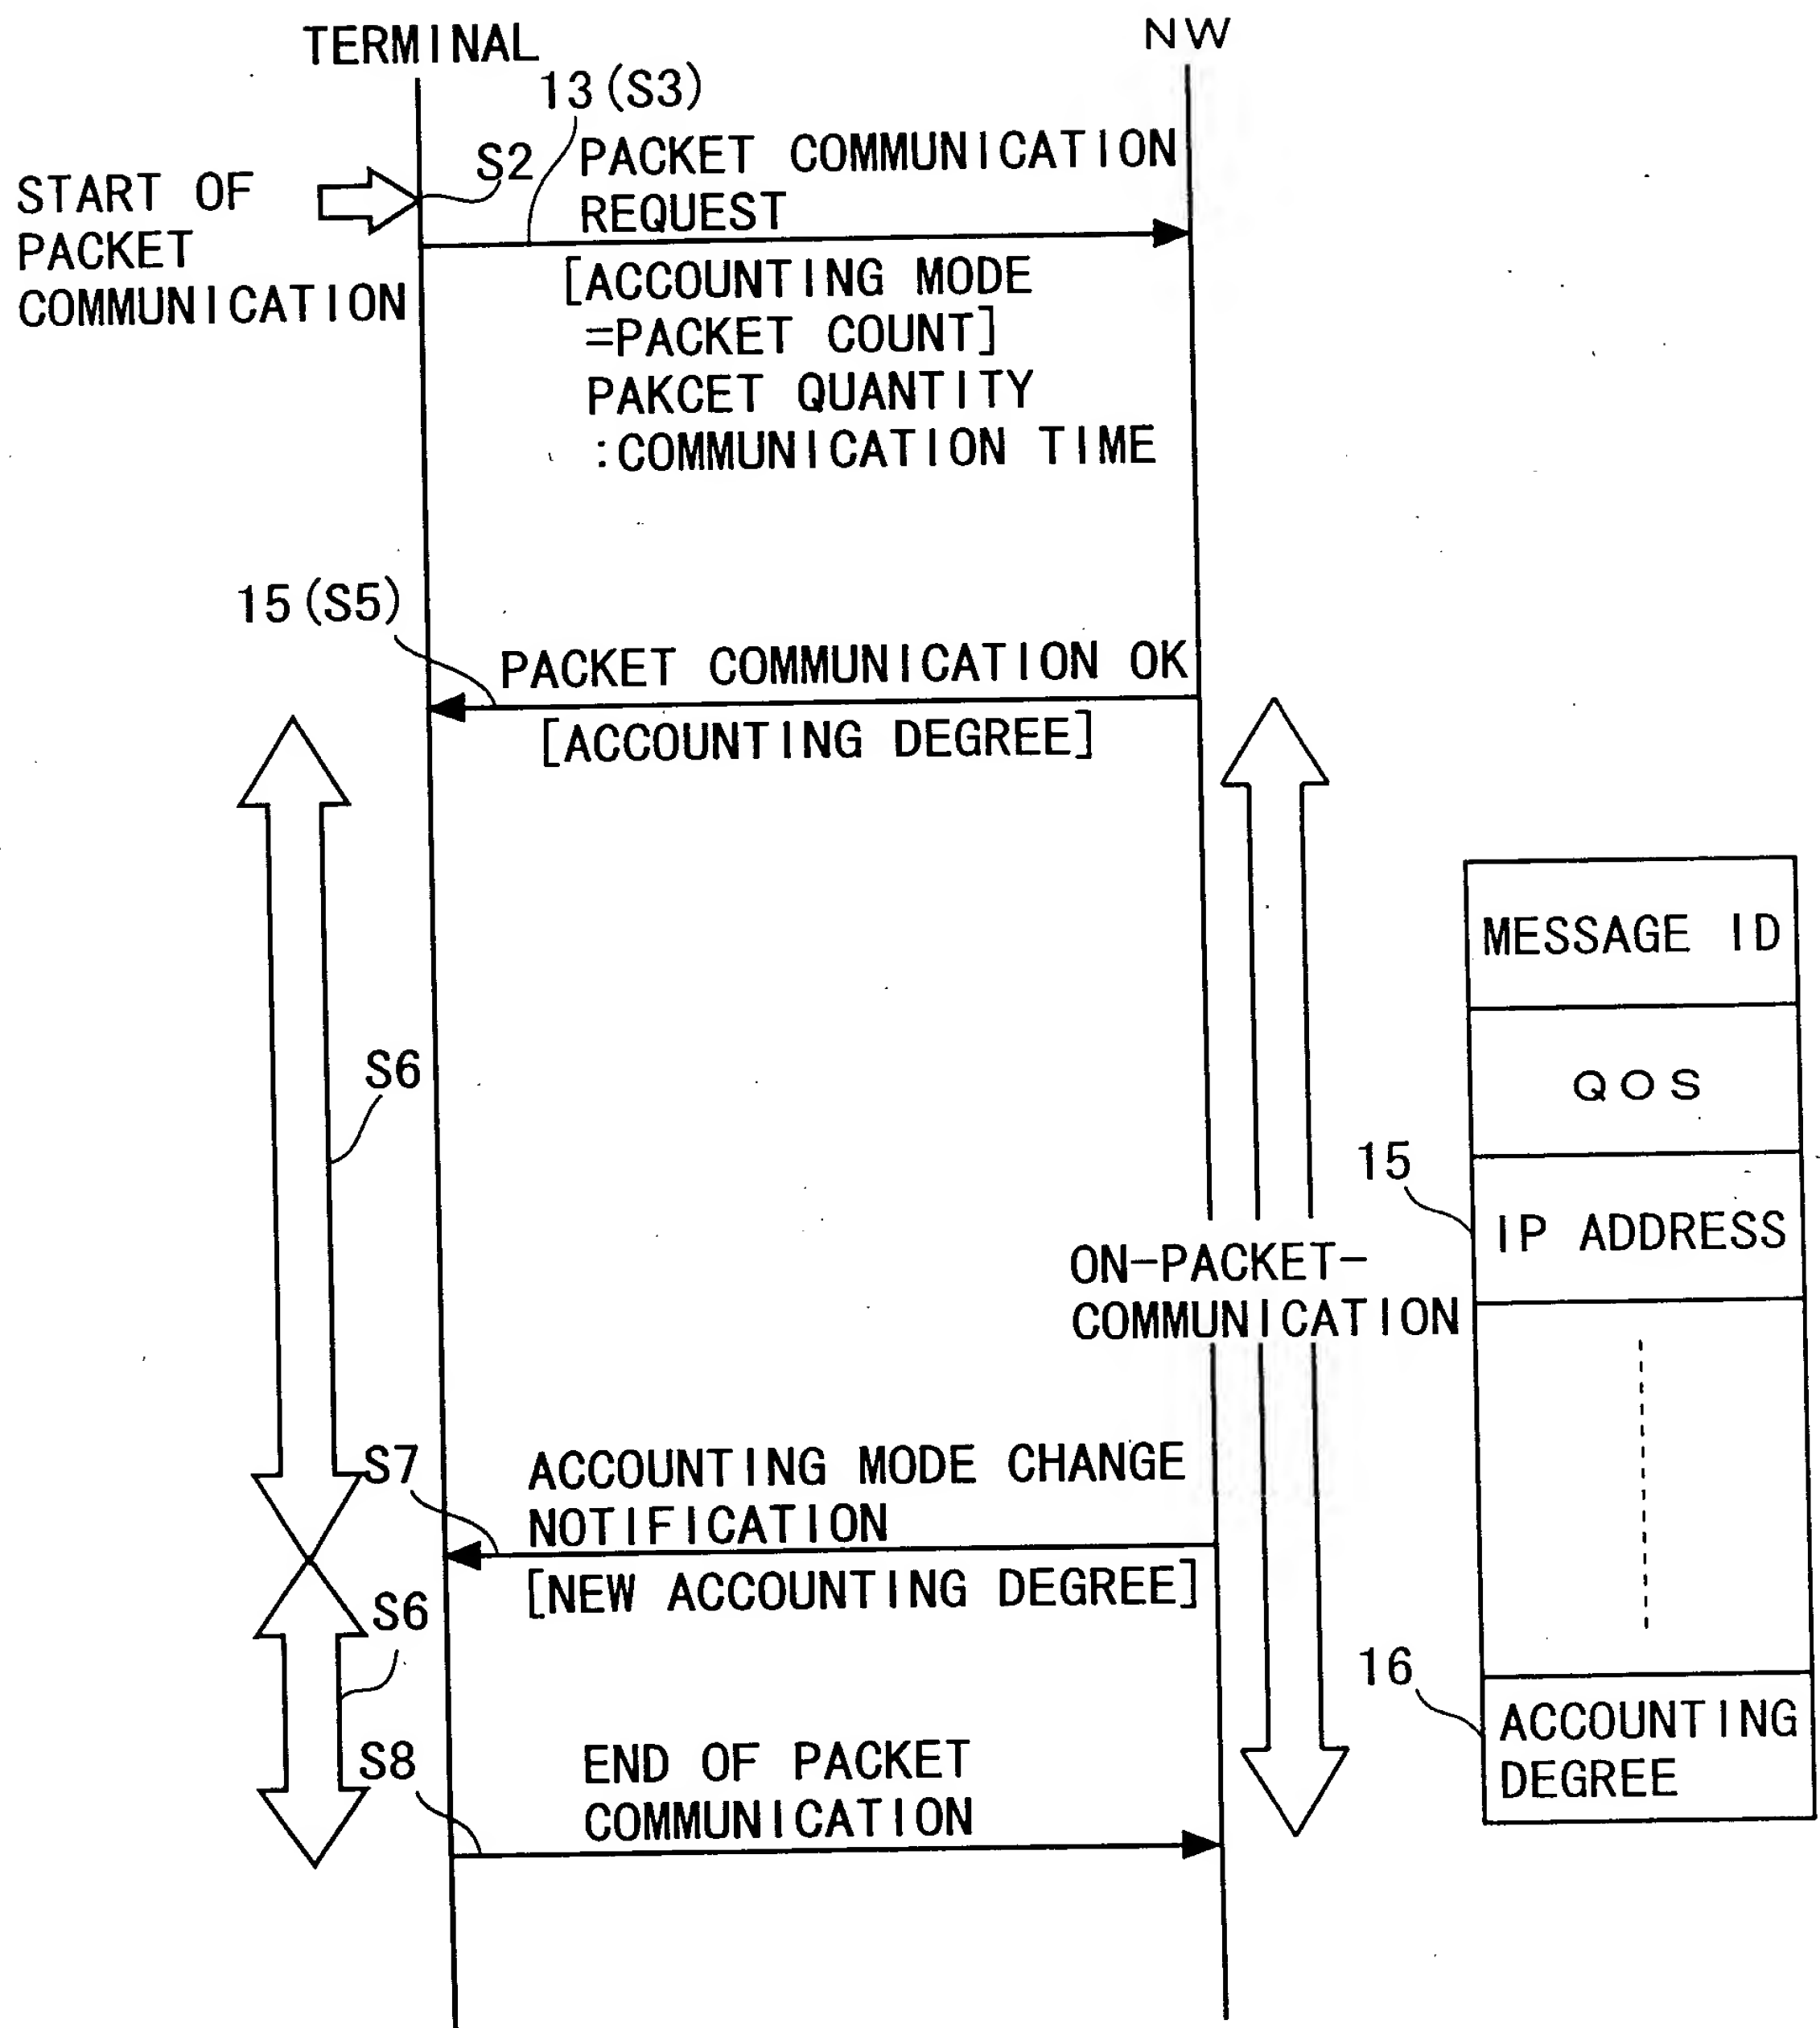 TERMINAL
NW
13(S3)
S2
PACKET COMMUNICATION
REQUEST
START OF
PACKET
COMMUNICATION
[ACCOUNTING MODE
=PACKET COUNT]
PAKCET QUANTITY
:COMMUNICATION TIME
15(S5)
PACKET COMMUNICATION OK
[ACCOUNTING DEGREE]
MESSAGE ID
QOS
S6
15
IP ADDRESS
ON-PACKET-
COMMUNICATION
S7
ACCOUNTING MODE CHANGE
NOTIFICATION
[NEW ACCOUNTING DEGREE]
S6
16
ACCOUNTING
DEGREE
S8
END OF PACKET
COMMUNICATION